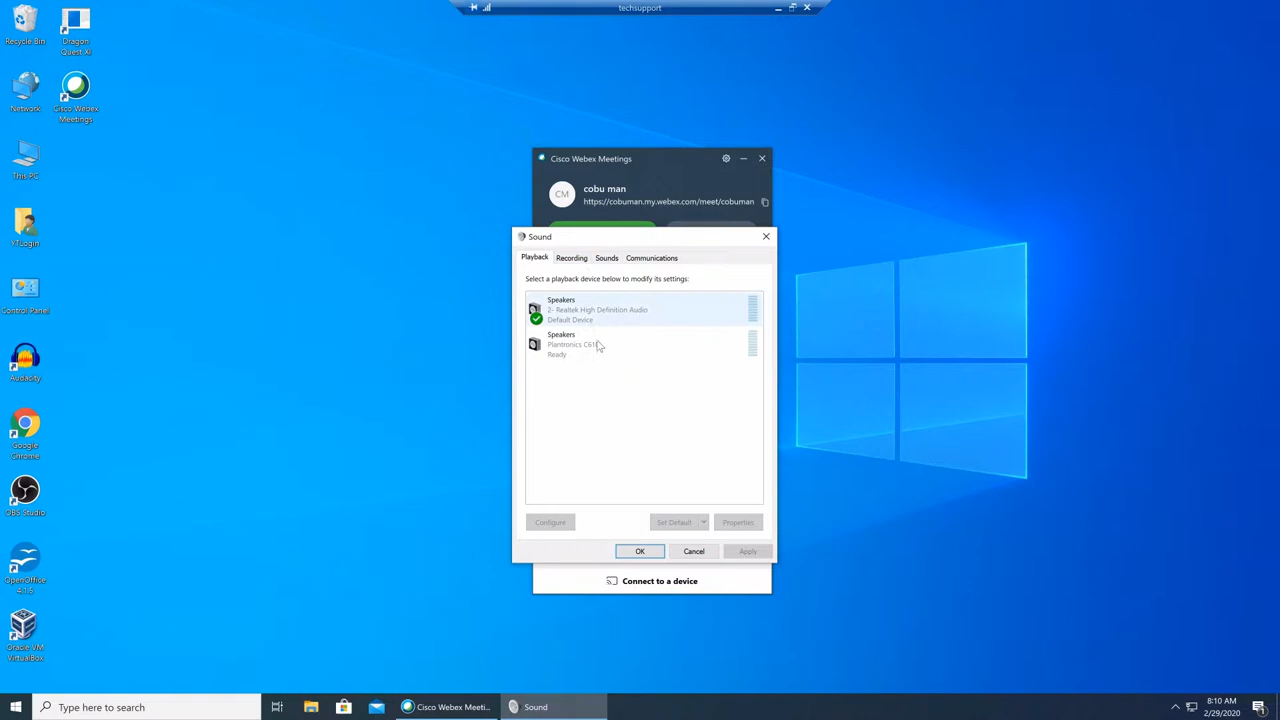 techsupport
Recycle Bin
Dragon
Quest XI
Network
Cisco Webex
Meetings
This PC
YTLogin
Control Panel
Audacity
Google
Chrome
OBS Studio
OpenOffice
4.1.6
Oracle VM
VirtualBox
Cisco Webex Meetings
CM
cobu man
https://cobuman.my.webex.com/meet/cobuman
Sound
Playback
Recording
Sounds
Communications
Select a playback device below to modify its settings:
Speakers
2- Realtek High Definition Audio
Default Device
Speakers
Plantronics
Ready
Configure
Set Default
Properties
OK
Cancel
Apply
Connect to a device
Type here to search
Cisco Webex Meeti...
Sound
8:10 AM
2/29/2020